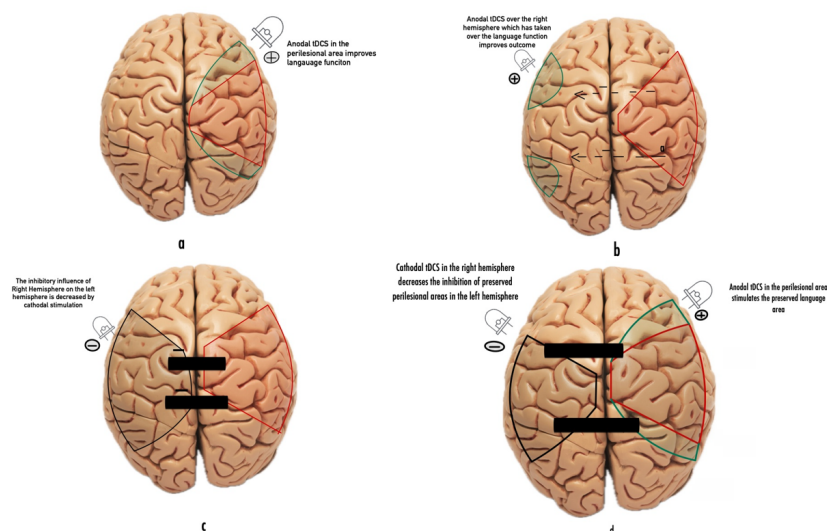 Anodal tDCS in the
perilesional area improves
langauage funciton
+
a
Anodal tDCS over the right
hemisphere which has taken
over the language function
improves outcome
+
a
b
The inhibitory influence of
Right Hemisphere on the left
hemisphere is decreased by
cathodal stimulation
−
c
Cathodal tDCS in the right hemisphere
decreases the inhibition of preserved
perilesional areas in the left hemisphere
−
Anodal tDCS in the perilesional area
stimulates the preserved language
area
+
d